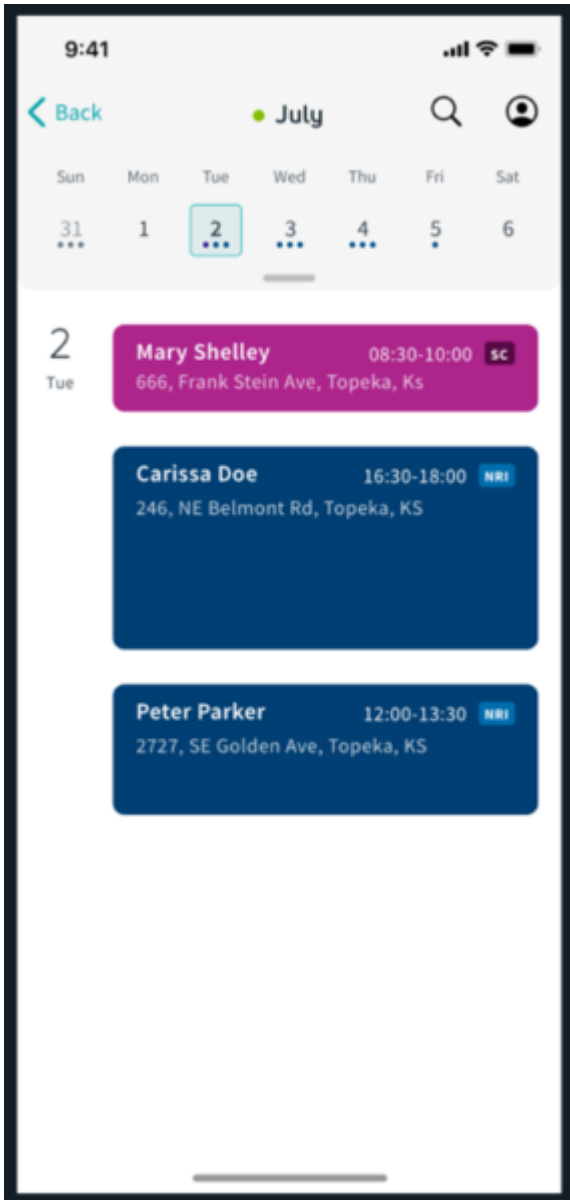 9:41
Back
July
Sun Mon Tue Wed Thu Fri Sat
31 1 2 3 4 5 6
2
Tue
Mary Shelley 08:30-10:00 SC
666, Frank Stein Ave, Topeka, Ks
Carissa Doe 16:30-18:00 NRI
246, NE Belmont Rd, Topeka, KS
Peter Parker 12:00-13:30 NRI
2727, SE Golden Ave, Topeka, KS